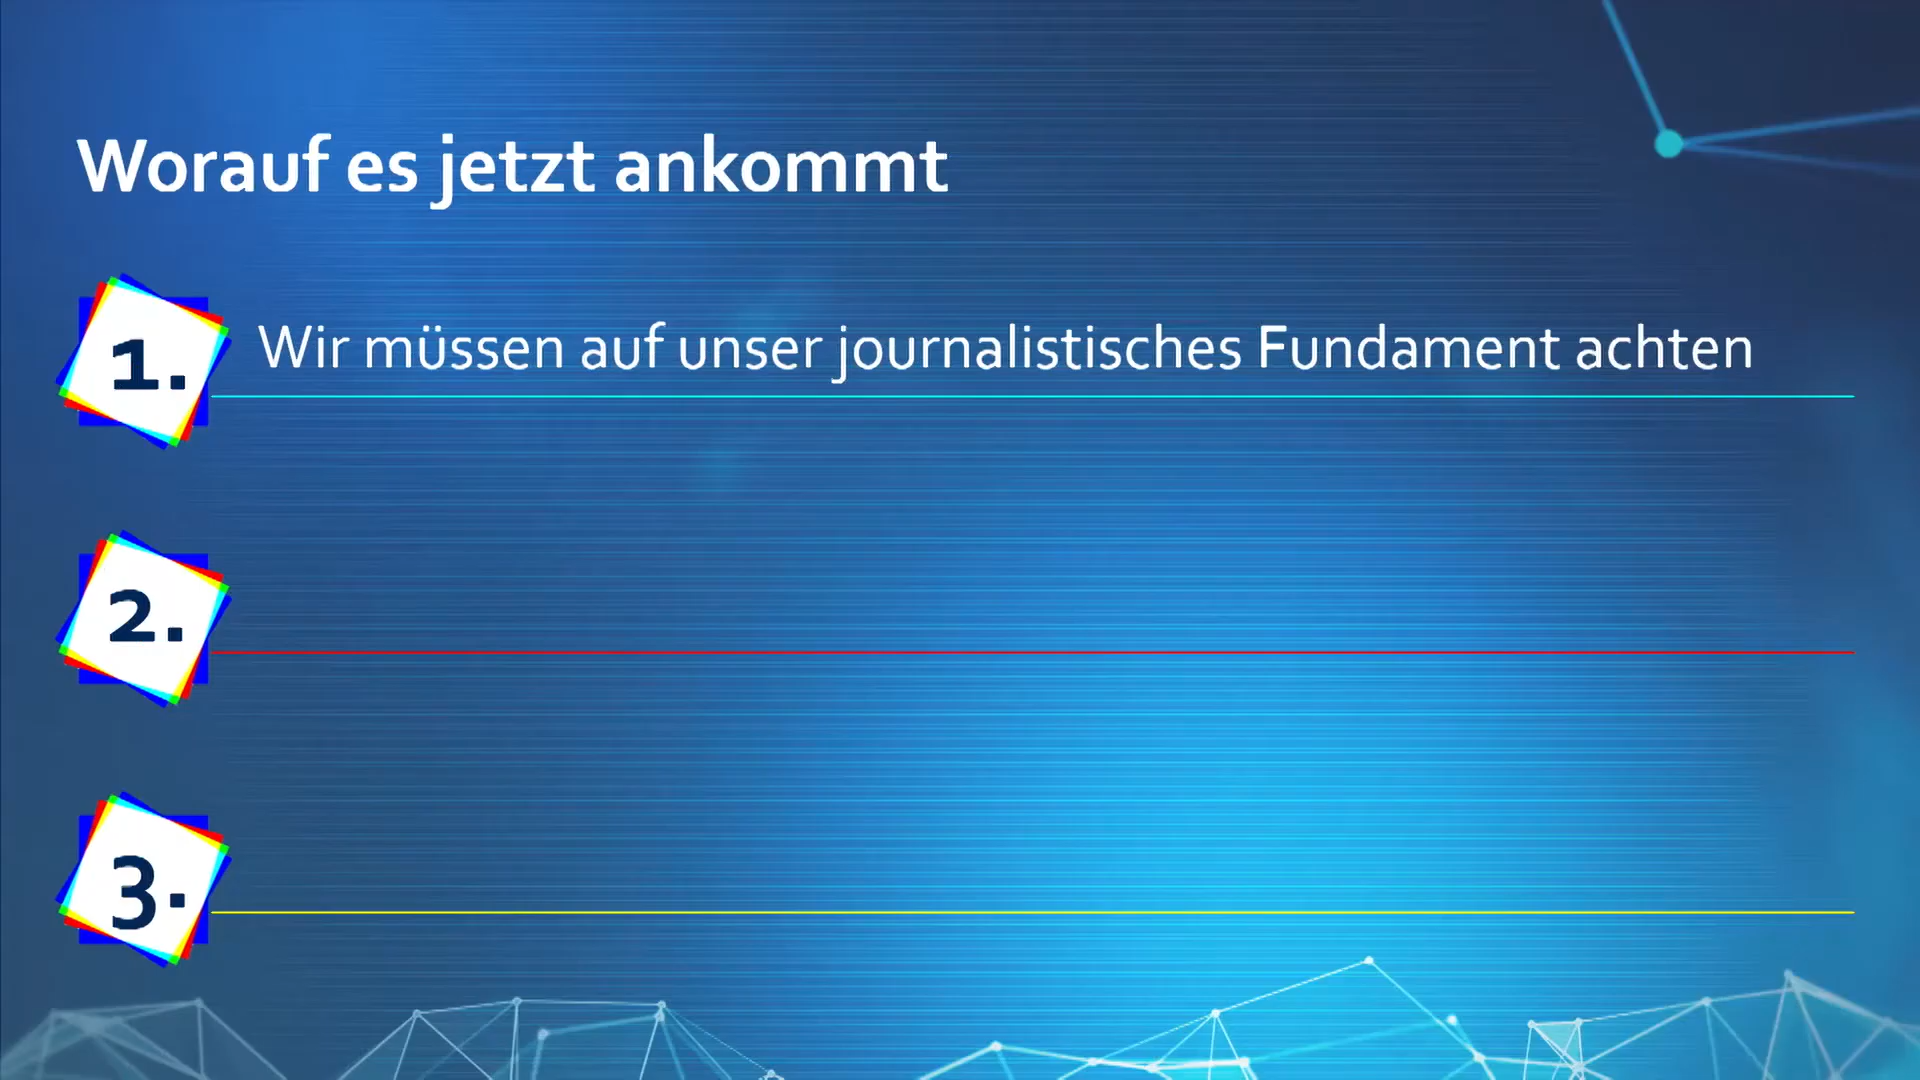 Worauf es jetzt ankommt
1. Wir müssen auf unser journalistisches Fundament achten
2.
3.